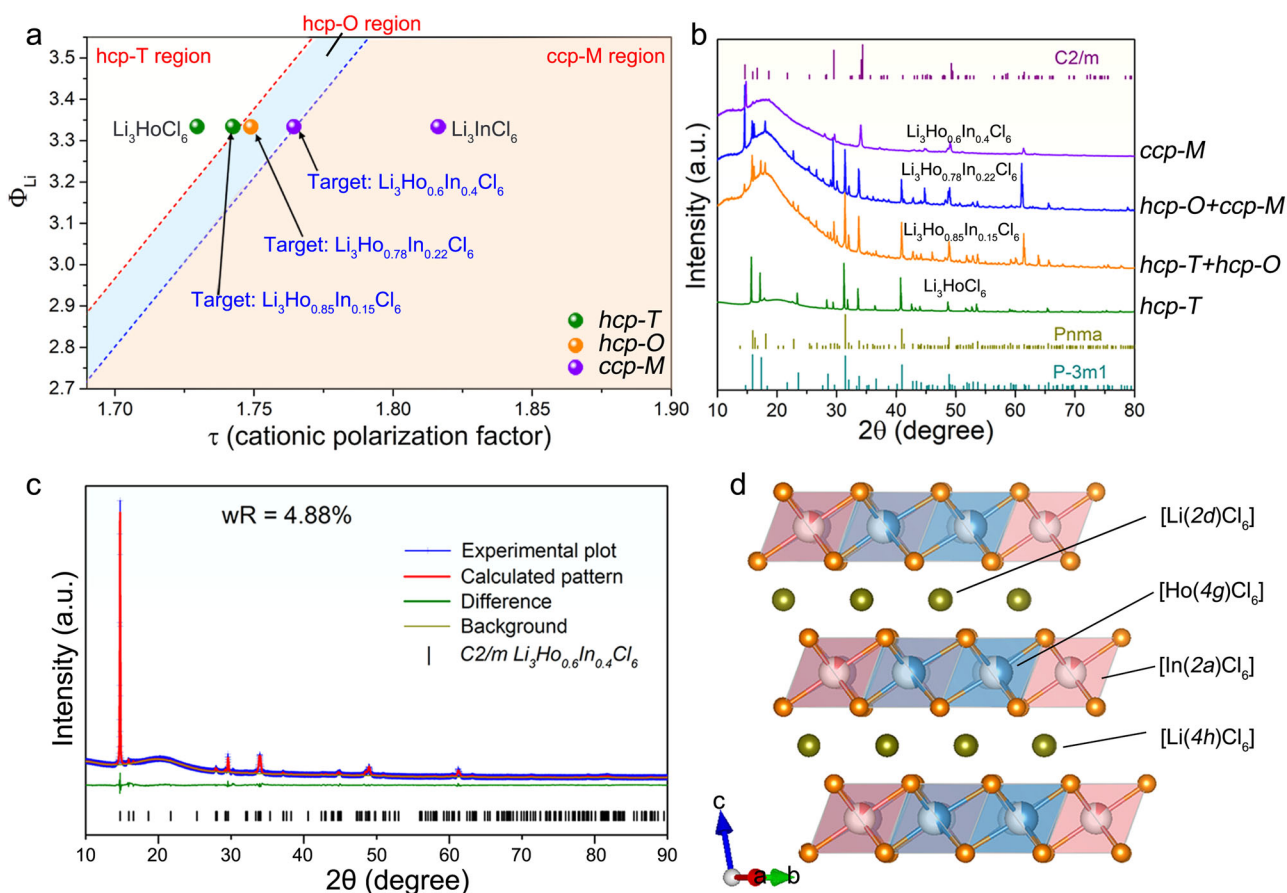 a
hcp-O region
hcp-T region
ccp-M region
3.5
3.4
3.3
3.2
3.1
3.0
2.9
2.8
2.7
Φ_Li
Li₃HoCl₆
Li₃InCl₆
Target: Li₃Ho₀.₆In₀.₄Cl₆
Target: Li₃Ho₀.₇₈In₀.₂₂Cl₆
Target: Li₃Ho₀.₈₅In₀.₁₅Cl₆
hcp-T
hcp-O
ccp-M
1.70 1.75 1.80 1.85 1.90
τ (cationic polarization factor)
b
C2/m
Li₃Ho₀.₆In₀.₄Cl₆
ccp-M
Li₃Ho₀.₇₈In₀.₂₂Cl₆
hcp-O+ccp-M
Li₃Ho₀.₈₅In₀.₁₅Cl₆
hcp-T+hcp-O
Li₃HoCl₆
hcp-T
Pnma
P-3m1
Intensity (a.u.)
10 20 30 40 50 60 70 80
2θ (degree)
c
wR = 4.88%
Experimental plot
Calculated pattern
Difference
Background
C2/m Li₃Ho₀.₆In₀.₄Cl₆
Intensity (a.u.)
10 20 30 40 50 60 70 80 90
2θ (degree)
d
[Li(2d)Cl₆]
[Ho(4g)Cl₆]
[In(2a)Cl₆]
[Li(4h)Cl₆]
c
a b